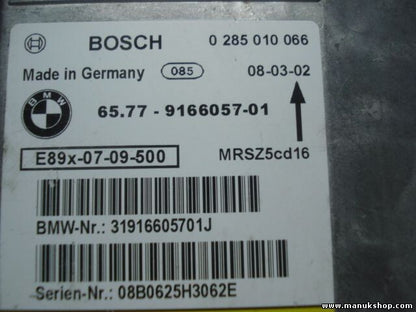 BOSCH 0 285 010 066
Made in Germany 085 08-03-02
BMW 65.77 - 9166057-01
E89x-07-09-500 MRSZ5cd16
BMW-Nr.: 31916605701J
Serien-Nr.: 08B0625H3062E
www.manukshop.com